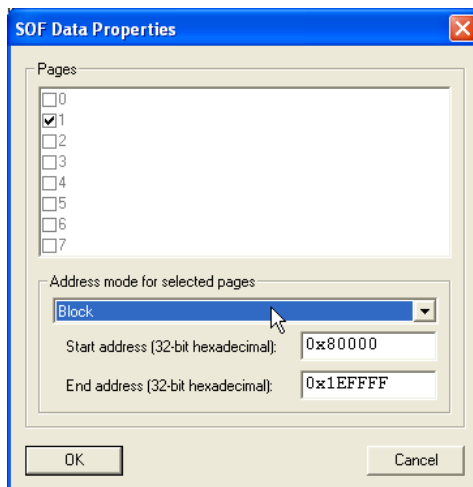 SOF Data Properties
Pages
0
1
2
3
4
5
6
7
Address mode for selected pages
Block
Start address (32-bit hexadecimal): 0x80000
End address (32-bit hexadecimal): 0x1EFFFF
OK Cancel